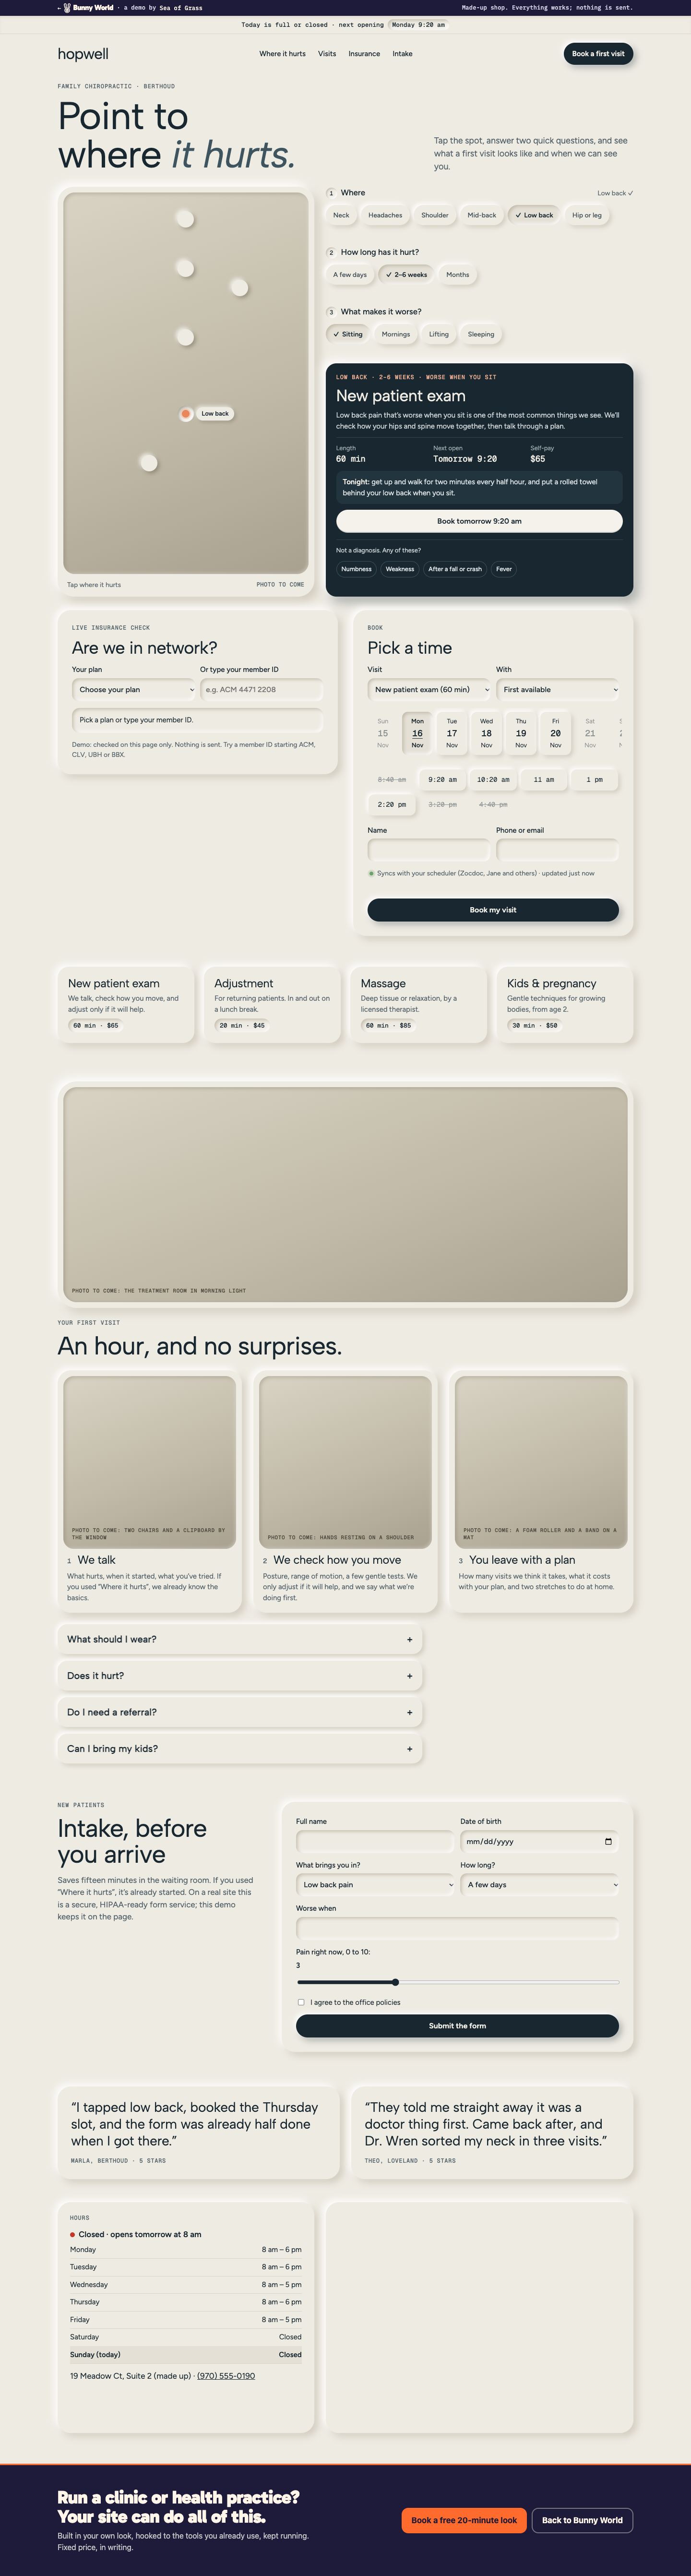 ← Bunny World · a demo by Sea of Grass
Made-up shop. Everything works; nothing is sent.
Today is full or closed · next opening Monday 9:20 am
hopwell
Where it hurts Visits Insurance Intake
Book a first visit
FAMILY CHIROPRACTIC · BERTHOUD
Point to
where it hurts.
Tap the spot, answer two quick questions, and see
what a first visit looks like and when we can see
you.
Low back
Tap where it hurts
PHOTO TO COME
1 Where
Low back ✓
Neck Headaches Shoulder Mid-back ✓ Low back Hip or leg
2 How long has it hurt?
A few days ✓ 2–6 weeks Months
3 What makes it worse?
✓ Sitting Mornings Lifting Sleeping
LOW BACK · 2–6 WEEKS · WORSE WHEN YOU SIT
New patient exam
Low back pain that's worse when you sit is one of the most common things we see. We'll
check how your hips and spine move together, then talk through a plan.
Length Next open Self-pay
60 min Tomorrow 9:20 $65
Tonight: get up and walk for two minutes every half hour, and put a rolled towel
behind your low back when you sit.
Book tomorrow 9:20 am
Not a diagnosis. Any of these?
Numbness Weakness After a fall or crash Fever
LIVE INSURANCE CHECK
Are we in network?
Your plan Or type your member ID
Choose your plan e.g. ACM 4471 2208
Pick a plan or type your member ID.
Demo: checked on this page only. Nothing is sent. Try a member ID starting ACM,
CLV, UBH or BBX.
BOOK
Pick a time
Visit With
New patient exam (60 min) First available
Sun Mon Tue Wed Thu Fri Sat S
15 16 17 18 19 20 21 2
Nov Nov Nov Nov Nov Nov Nov N
8:40 am 9:20 am 10:20 am 11 am 1 pm
2:20 pm 3:20 pm 4:40 pm
Name Phone or email
Syncs with your scheduler (Zocdoc, Jane and others) · updated just now
Book my visit
New patient exam
We talk, check how you move, and
adjust only if it will help.
60 min · $65
Adjustment
For returning patients. In and out on
a lunch break.
20 min · $45
Massage
Deep tissue or relaxation, by a
licensed therapist.
60 min · $85
Kids & pregnancy
Gentle techniques for growing
bodies, from age 2.
30 min · $50
PHOTO TO COME: THE TREATMENT ROOM IN MORNING LIGHT
YOUR FIRST VISIT
An hour, and no surprises.
PHOTO TO COME: TWO CHAIRS AND A CLIPBOARD BY
THE WINDOW
1 We talk
What hurts, when it started, what you've tried. If
you used "Where it hurts", we already know the
basics.
PHOTO TO COME: HANDS RESTING ON A SHOULDER
2 We check how you move
Posture, range of motion, a few gentle tests. We
only adjust if it will help, and we say what we're
doing first.
PHOTO TO COME: A FOAM ROLLER AND A BAND ON A
MAT
3 You leave with a plan
How many visits we think it takes, what it costs
with your plan, and two stretches to do at home.
What should I wear? +
Does it hurt? +
Do I need a referral? +
Can I bring my kids? +
NEW PATIENTS
Intake, before
you arrive
Saves fifteen minutes in the waiting room. If you used
"Where it hurts", it's already started. On a real site this
is a secure, HIPAA-ready form service; this demo
keeps it on the page.
Full name Date of birth
mm/dd/yyyy
What brings you in? How long?
Low back pain A few days
Worse when
Pain right now, 0 to 10:
3
I agree to the office policies
Submit the form
"I tapped low back, booked the Thursday
slot, and the form was already half done
when I got there."
MARLA, BERTHOUD · 5 STARS
"They told me straight away it was a
doctor thing first. Came back after, and
Dr. Wren sorted my neck in three visits."
THEO, LOVELAND · 5 STARS
HOURS
Closed · opens tomorrow at 8 am
Monday 8 am – 6 pm
Tuesday 8 am – 6 pm
Wednesday 8 am – 5 pm
Thursday 8 am – 6 pm
Friday 8 am – 5 pm
Saturday Closed
Sunday (today) Closed
19 Meadow Ct, Suite 2 (made up) · (970) 555-0190
Run a clinic or health practice?
Your site can do all of this.
Built in your own look, hooked to the tools you already use, kept running.
Fixed price, in writing.
Book a free 20-minute look
Back to Bunny World